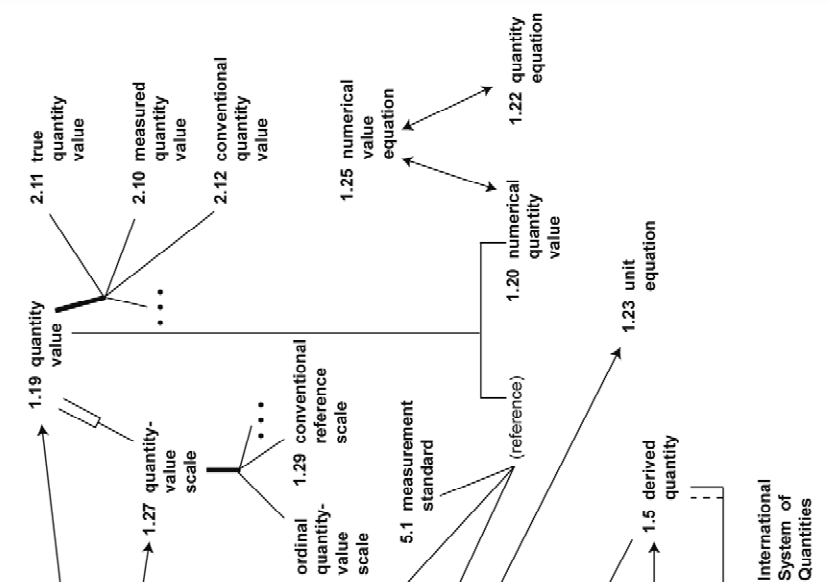 2.11 true
quantity
value
2.10 measured
quantity
value
2.12 conventional
quantity
value
1.25 numerical
value
equation
1.22 quantity
equation
1.19 quantity
value
1.20 numerical
quantity
value
1.23 unit
equation
1.27 quantity-
value
scale
1.29 conventional
reference
scale
ordinal
quantity-
value
scale
5.1 measurement
standard
(reference)
1.5 derived
quantity
International
System of
Quantities